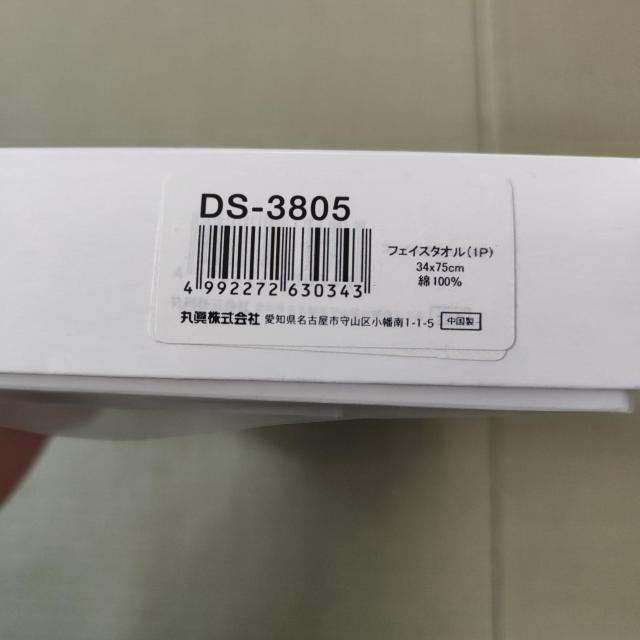 DS-3805
フェイスタオル(1P)
34x75cm
綿100%
4 992272 630343
丸眞株式会社 愛知県名古屋市守山区小幡南1-1-5 中国製